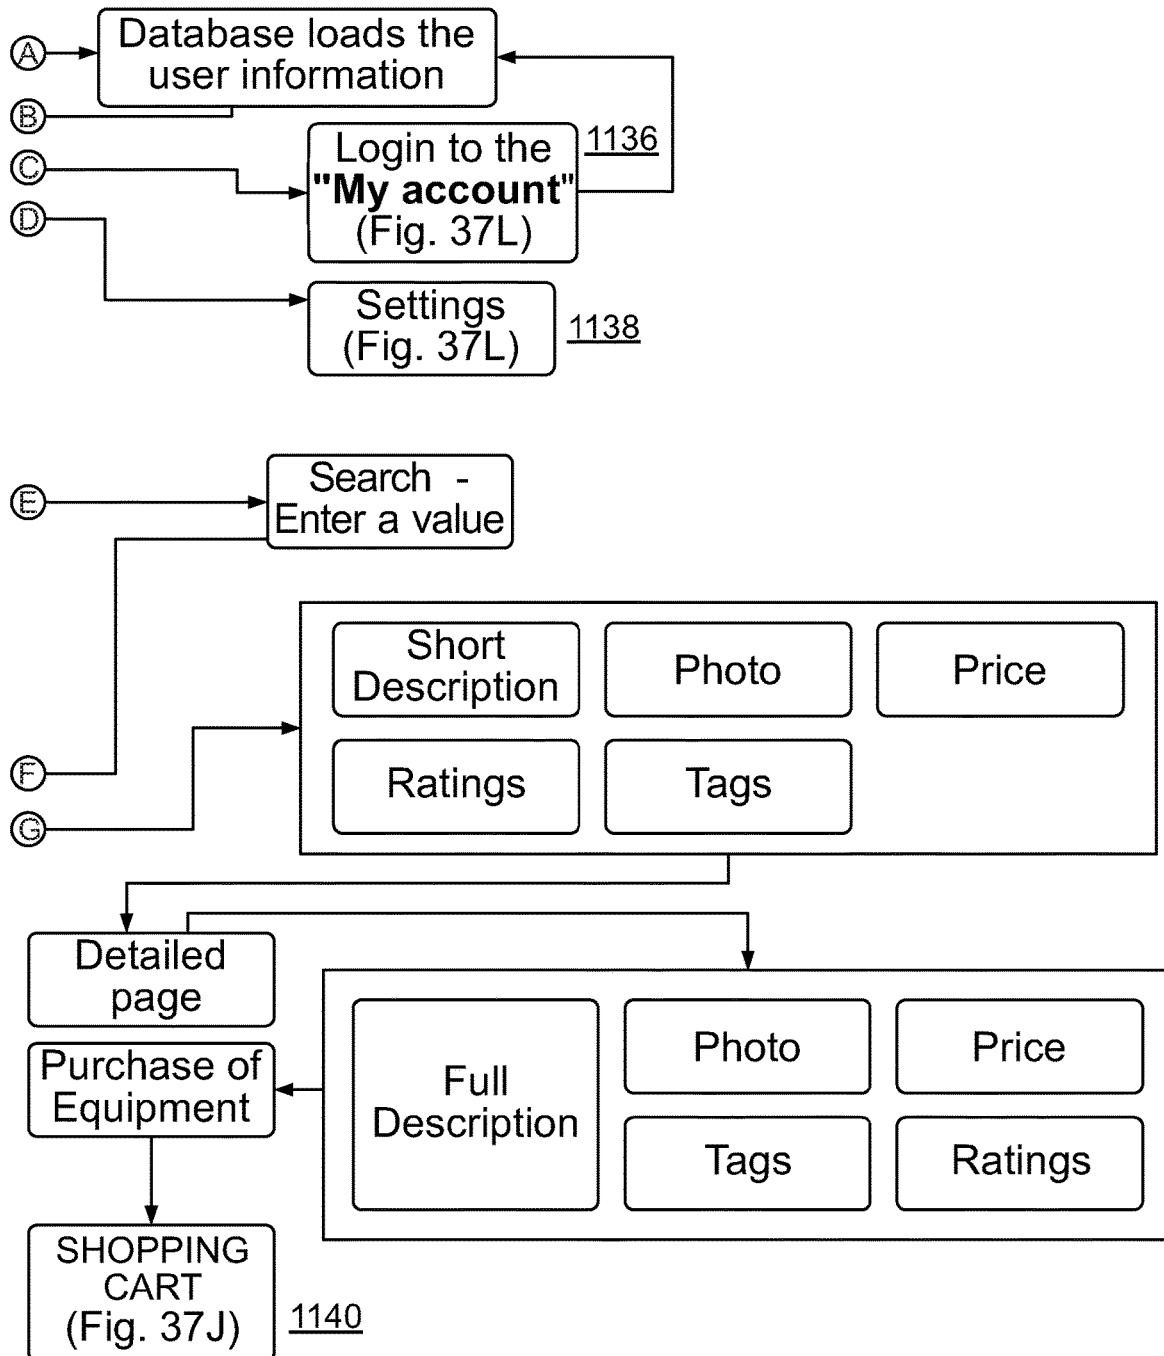 A
Database loads the
user information
B
C
Login to the
"My account"
(Fig. 37L)
1136
D
Settings
(Fig. 37L)
1138
E
Search -
Enter a value
Short
Description
Photo
Price
F
Ratings
Tags
G
Detailed
page
Purchase of
Equipment
Full
Description
Photo
Price
Tags
Ratings
SHOPPING
CART
(Fig. 37J)
1140